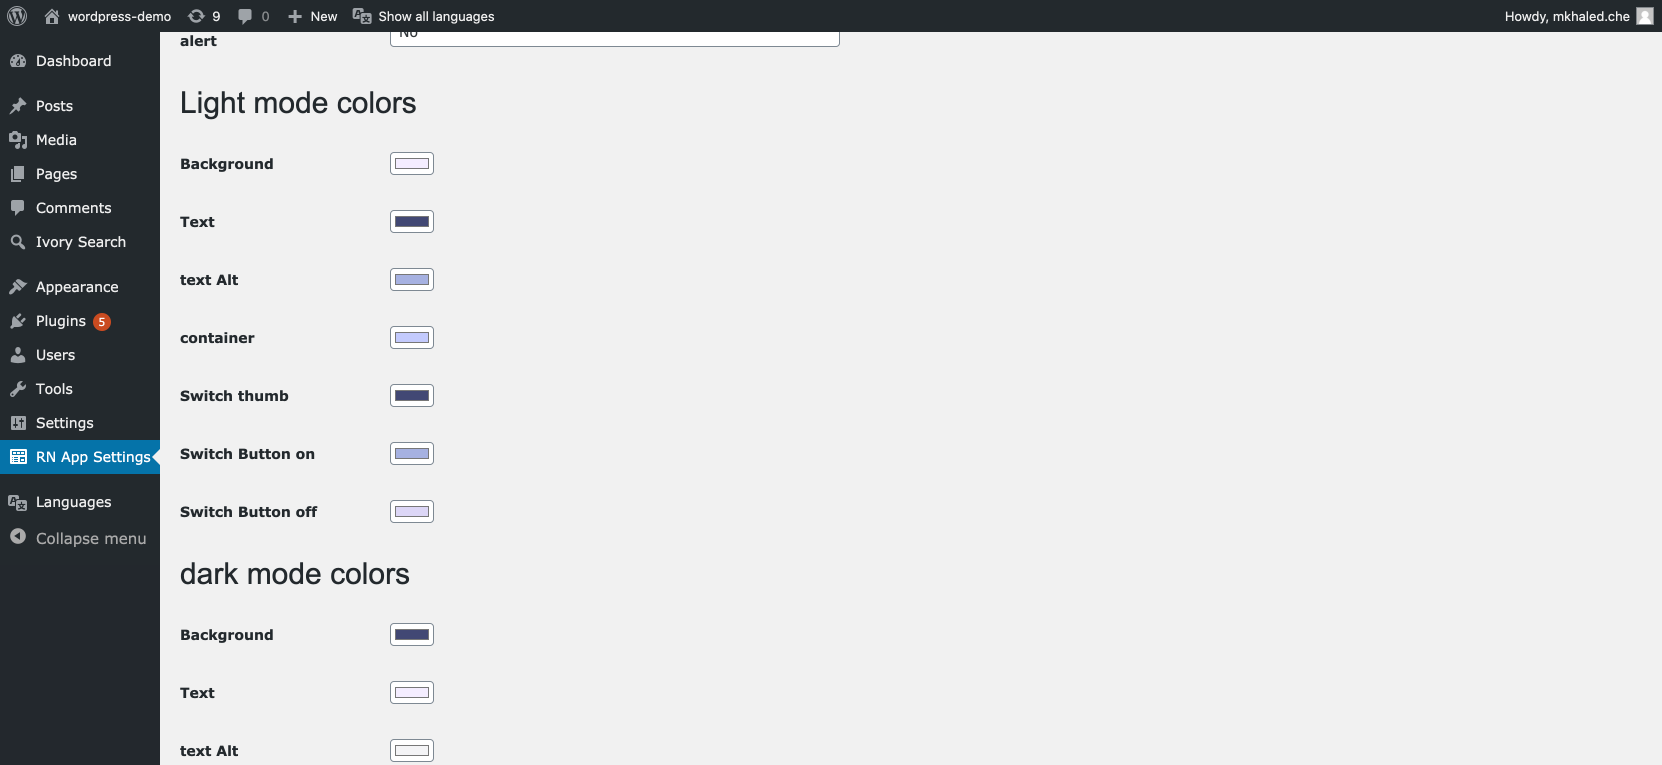 wordpress-demo 9 0 New Show all languages Howdy, mkhaled.che
Dashboard
Posts
Media
Pages
Comments
Ivory Search
Appearance
Plugins 5
Users
Tools
Settings
RN App Settings
Languages
Collapse menu
alert No
Light mode colors
Background
Text
text Alt
container
Switch thumb
Switch Button on
Switch Button off
dark mode colors
Background
Text
text Alt